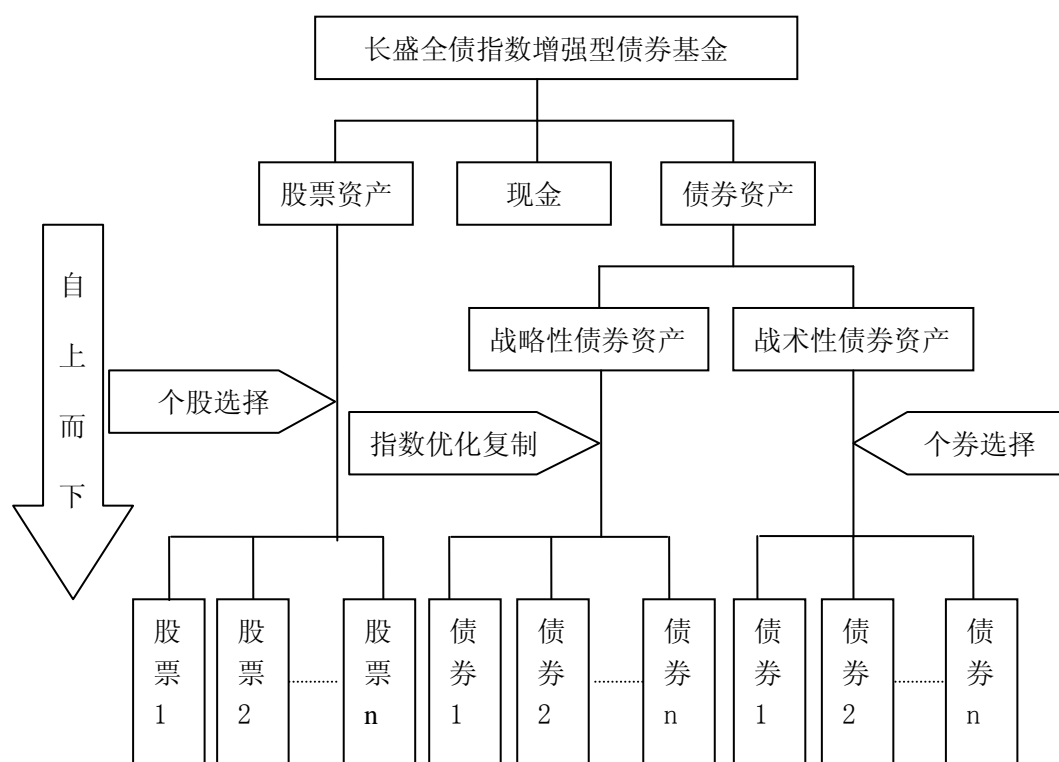 长盛全债指数增强型债券基金
股票资产
现金
债券资产
自上而下
战略性债券资产
战术性债券资产
个股选择
指数优化复制
个券选择
股票1
股票2
………
股票n
债券1
债券2
………
债券n
债券1
债券2
………
债券n